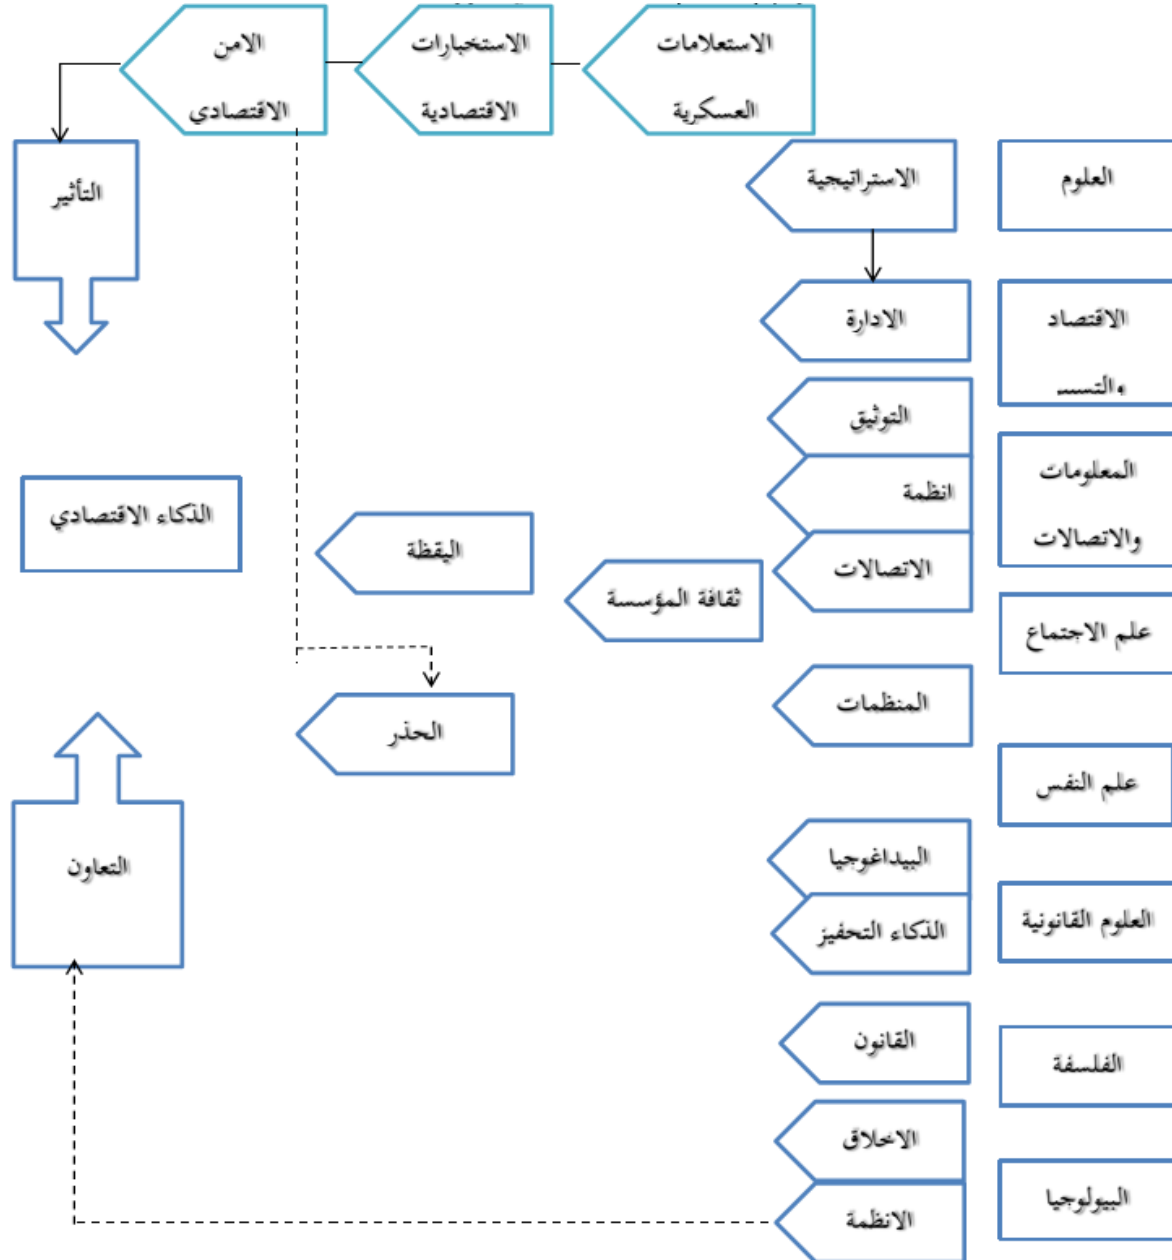 الاستعلامات
العسكرية
الاستخبارات
الاقتصادية
الامن
الاقتصادي
العلوم
الاستراتيجية
التأثير
الاقتصاد
الادارة
التوثيق
المعلومات
والاتصالات
انظمة
الاتصالات
الذكاء الاقتصادي
اليقظة
ثقافة المؤسسة
علم الاجتماع
المنظمات
الحذر
علم النفس
البيداغوجيا
التعاون
العلوم القانونية
الذكاء التحفيز
القانون
الفلسفة
الاخلاق
البيولوجيا
الانظمة